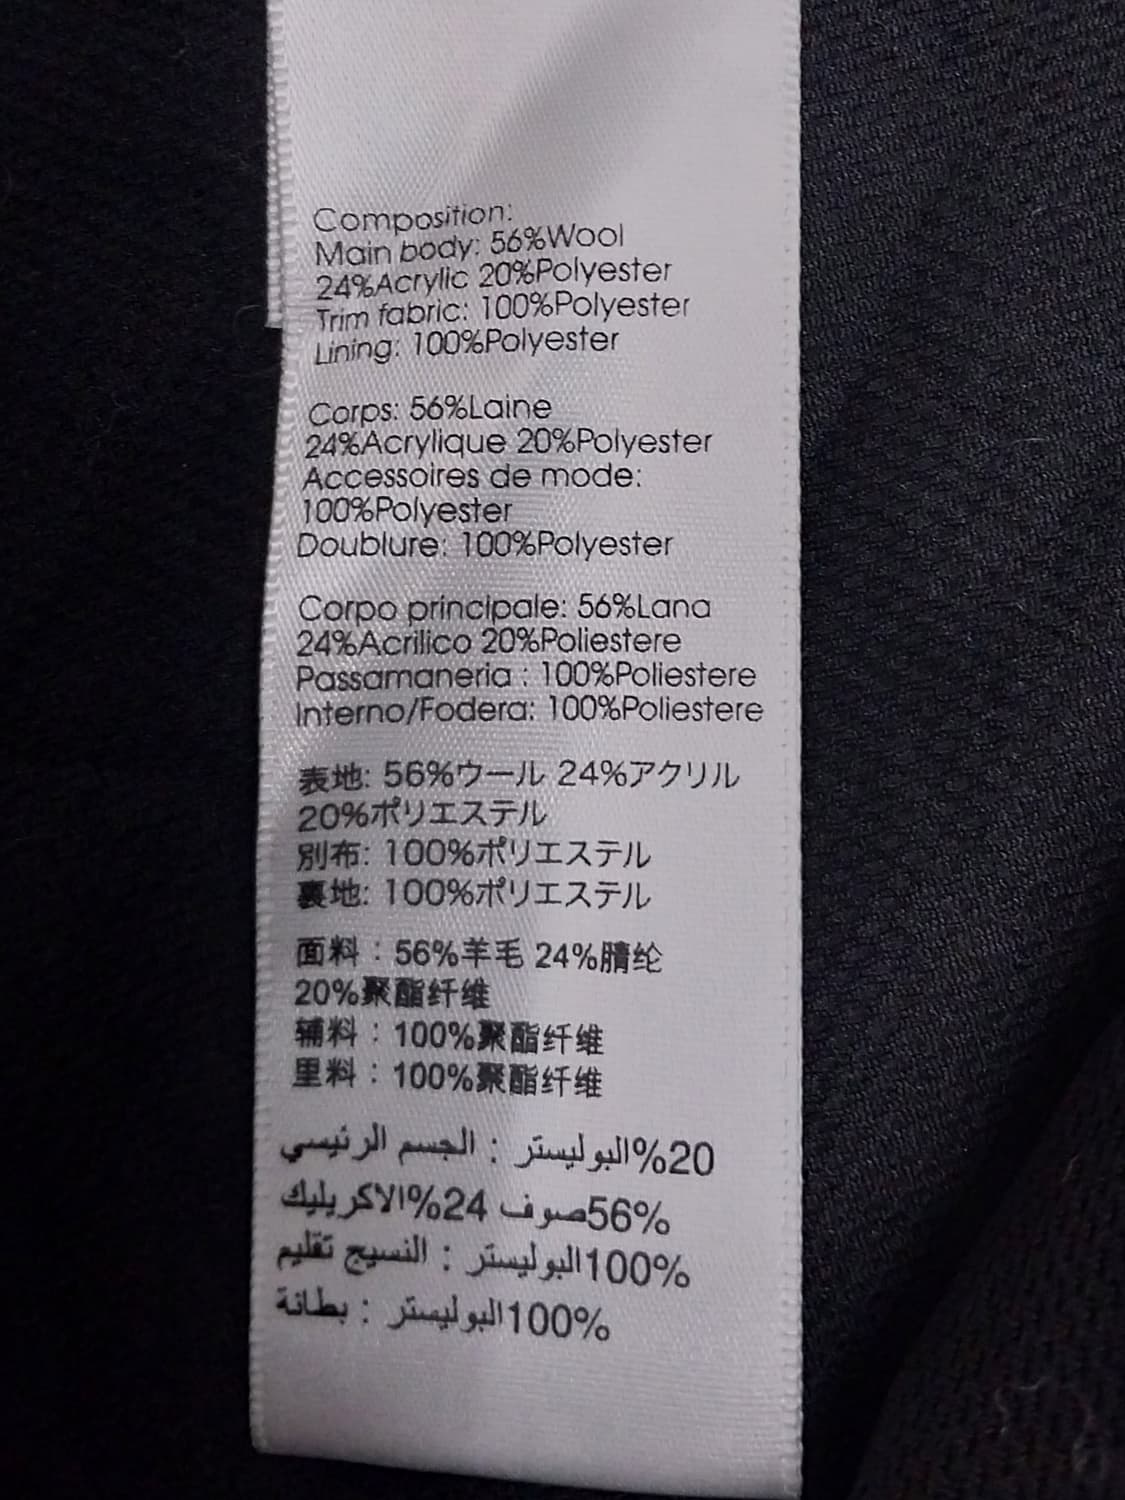 Composition:
Main body: 56%Wool
24%Acrylic 20%Polyester
Trim fabric: 100%Polyester
Lining: 100%Polyester
Corps: 56%Laine
24%Acrylique 20%Polyester
Accessoires de mode:
100%Polyester
Doublure: 100%Polyester
Corpo principale: 56%Lana
24%Acrilico 20%Poliestere
Passamaneria : 100%Poliestere
Interno/Fodera: 100%Poliestere
表地: 56%ウール 24%アクリル
20%ポリエステル
別布: 100%ポリエステル
裏地: 100%ポリエステル
面料：56%羊毛 24%腈纶
20%聚酯纤维
辅料：100%聚酯纤维
里料：100%聚酯纤维
20%البوليستر : الجسم الرئيسي
56%صوف 24%الاكريليك
100%البوليستر : النسيج تقليم
100%البوليستر : بطانة